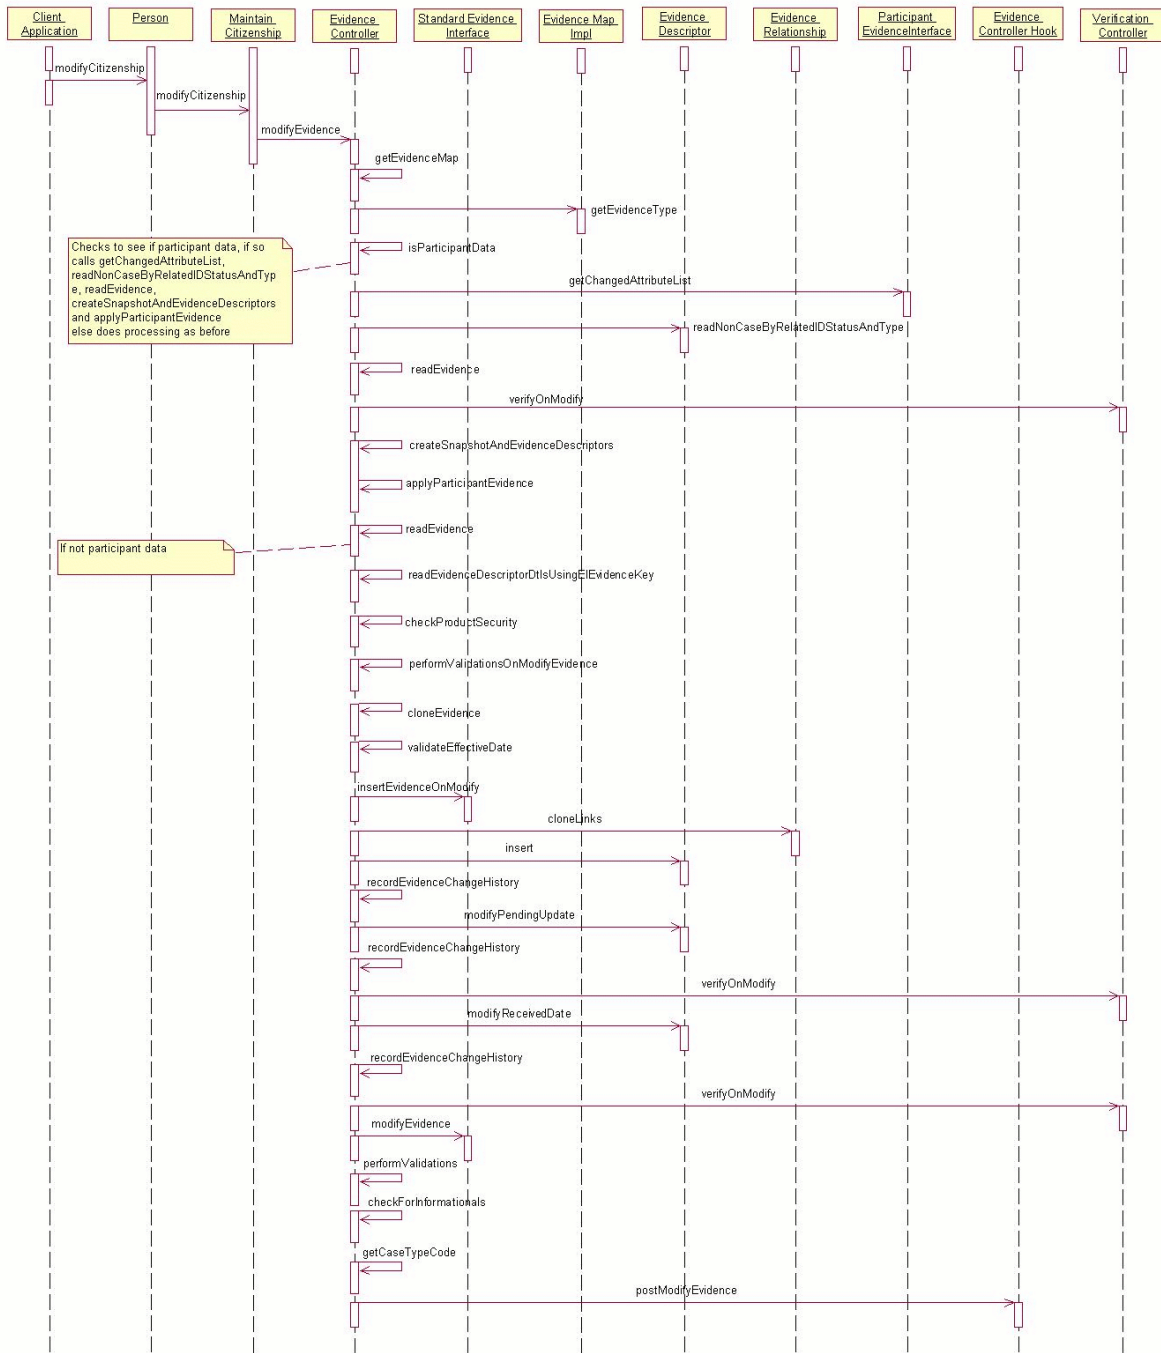 Client
Application
Person
Maintain
Citizenship
Evidence
Controller
Standard Evidence
Interface
Evidence Map
Impl
Evidence
Descriptor
Evidence
Relationship
Participant
EvidenceInterface
Evidence
Controller Hook
Verification
Controller
modifyCitizenship
modifyCitizenship
modifyEvidence
getEvidenceMap
getEvidenceType
isParticipantData
Checks to see if participant data, if so
calls getChangedAttributeList,
readNonCaseByRelatedIDStatusAndTyp
e, readEvidence,
createSnapshotAndEvidenceDescriptors
and applyParticipantEvidence
else does processing as before
getChangedAttributeList
readNonCaseByRelatedIDStatusAndType
readEvidence
verifyOnModify
createSnapshotAndEvidenceDescriptors
applyParticipantEvidence
readEvidence
If not participant data
readEvidenceDescriptorDtlsUsingEIEvidenceKey
checkProductSecurity
performValidationsOnModifyEvidence
cloneEvidence
validateEffectiveDate
insertEvidenceOnModify
cloneLinks
insert
recordEvidenceChangeHistory
modifyPendingUpdate
recordEvidenceChangeHistory
verifyOnModify
modifyReceivedDate
recordEvidenceChangeHistory
verifyOnModify
modifyEvidence
performValidations
checkForInformationals
getCaseTypeCode
postModifyEvidence